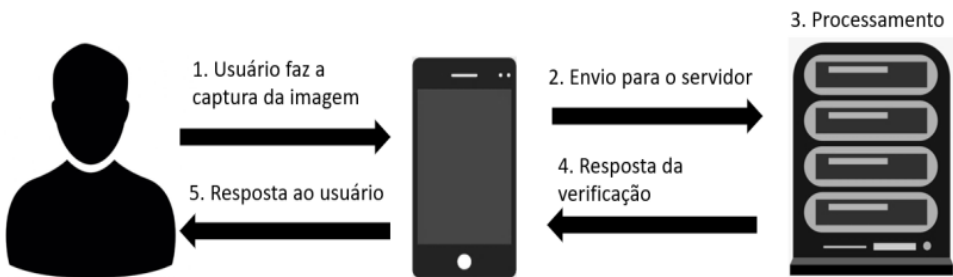 1. Usuário faz a
captura da imagem
2. Envio para o servidor
3. Processamento
4. Resposta da
verificação
5. Resposta ao usuário